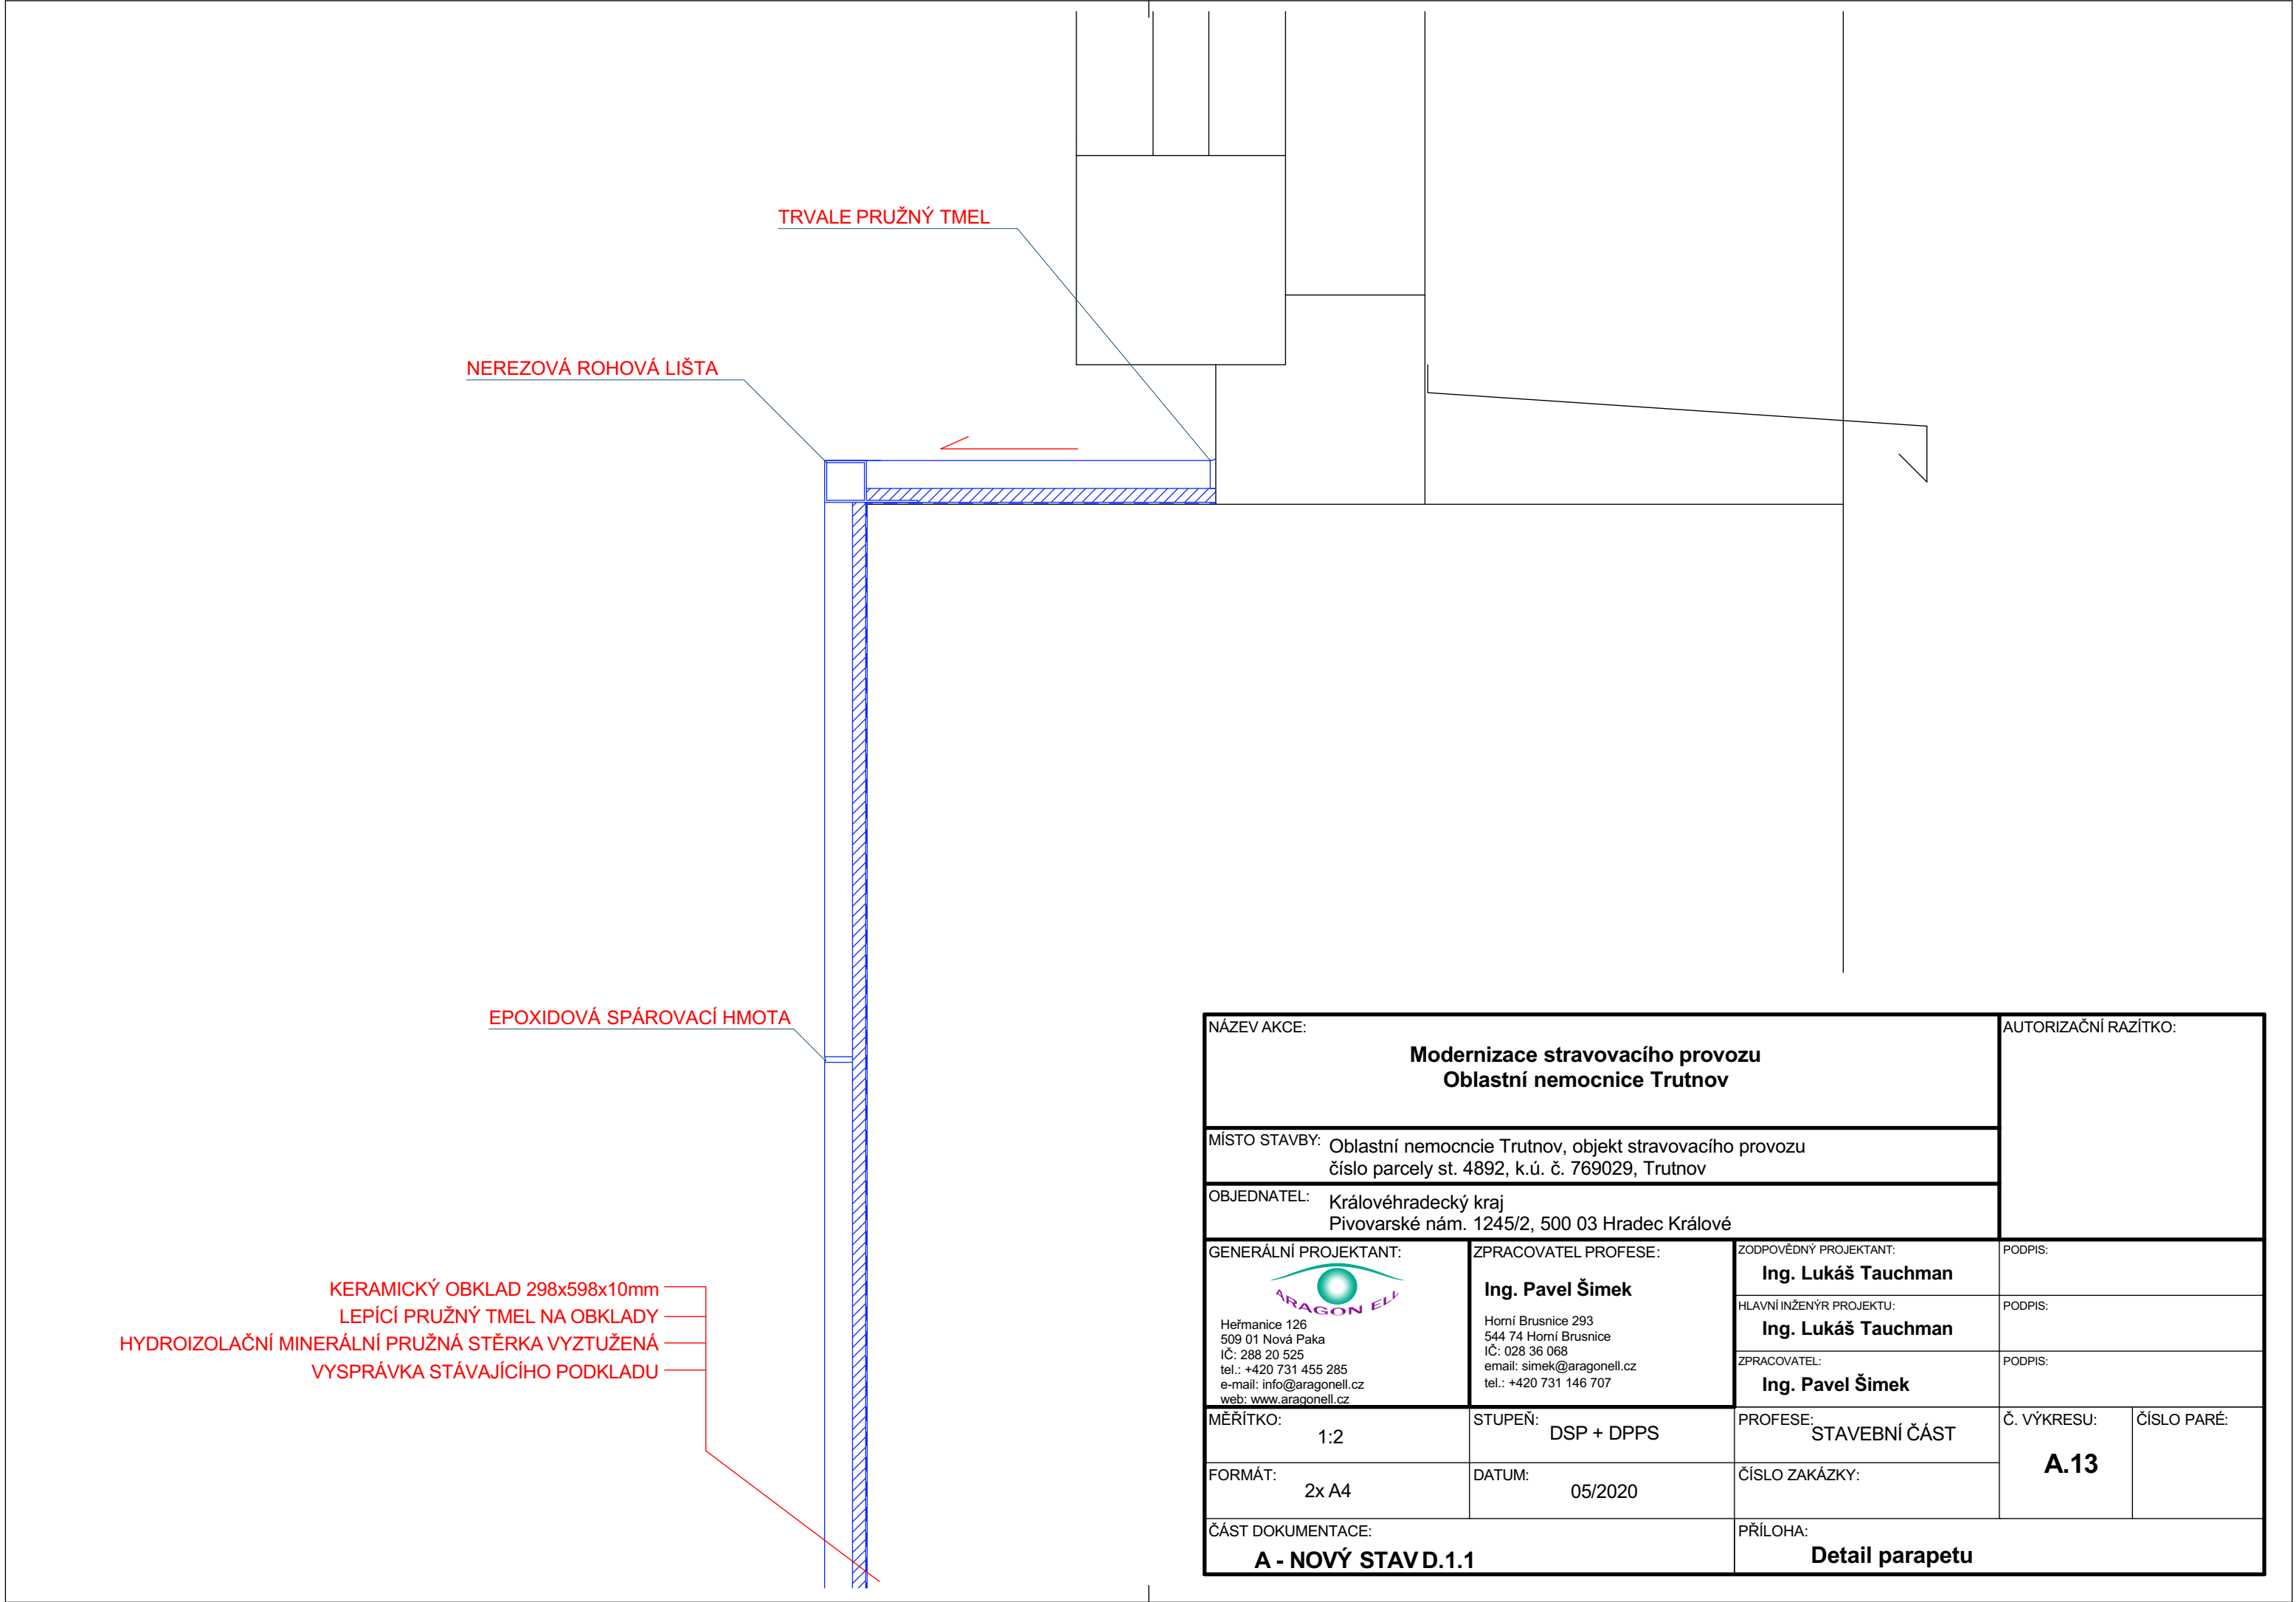 TRVALE PRUŽNÝ TMEL
NEREZOVÁ ROHOVÁ LIŠTA
EPOXIDOVÁ SPÁROVACÍ HMOTA
KERAMICKÝ OBKLAD 298x598x10mm
LEPÍCÍ PRUŽNÝ TMEL NA OBKLADY
HYDROIZOLAČNÍ MINERÁLNÍ PRUŽNÁ STĚRKA VYZTUŽENÁ
VYSPRÁVKA STÁVAJÍCÍHO PODKLADU
NÁZEV AKCE:
Modernizace stravovacího provozu
Oblastní nemocnice Trutnov
AUTORIZAČNÍ RAZÍTKO:
MÍSTO STAVBY:
Oblastní nemocncie Trutnov, objekt stravovacího provozu
číslo parcely st. 4892, k.ú. č. 769029, Trutnov
OBJEDNATEL:
Královéhradecký kraj
Pivovarské nám. 1245/2, 500 03 Hradec Králové
GENERÁLNÍ PROJEKTANT:
ARAGON ELL
Heřmanice 126
509 01 Nová Paka
IČ: 288 20 525
tel.: +420 731 455 285
e-mail: info@aragonell.cz
web: www.aragonell.cz
ZPRACOVATEL PROFESE:
Ing. Pavel Šimek
Horní Brusnice 293
544 74 Horní Brusnice
IČ: 028 36 068
email: simek@aragonell.cz
tel.: +420 731 146 707
ZODPOVĚDNÝ PROJEKTANT:
Ing. Lukáš Tauchman
PODPIS:
HLAVNÍ INŽENÝR PROJEKTU:
Ing. Lukáš Tauchman
PODPIS:
ZPRACOVATEL:
Ing. Pavel Šimek
PODPIS:
MĚŘÍTKO:
1:2
STUPEŇ:
DSP + DPPS
PROFESE:
STAVEBNÍ ČÁST
Č. VÝKRESU:
A.13
ČÍSLO PARÉ:
FORMÁT:
2x A4
DATUM:
05/2020
ČÍSLO ZAKÁZKY:
ČÁST DOKUMENTACE:
A - NOVÝ STAV D.1.1
PŘÍLOHA:
Detail parapetu